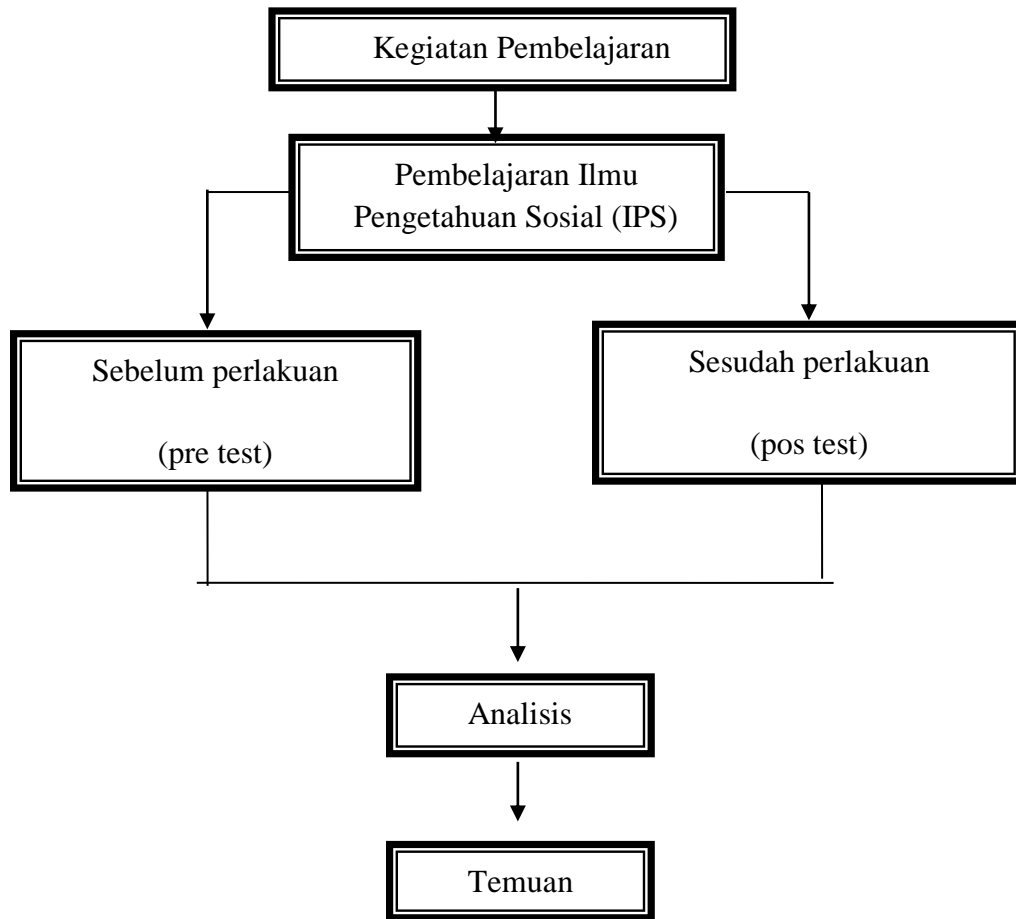 Kegiatan Pembelajaran
Pembelajaran Ilmu
Pengetahuan Sosial (IPS)
Sebelum perlakuan
(pre test)
Sesudah perlakuan
(pos test)
Analisis
Temuan